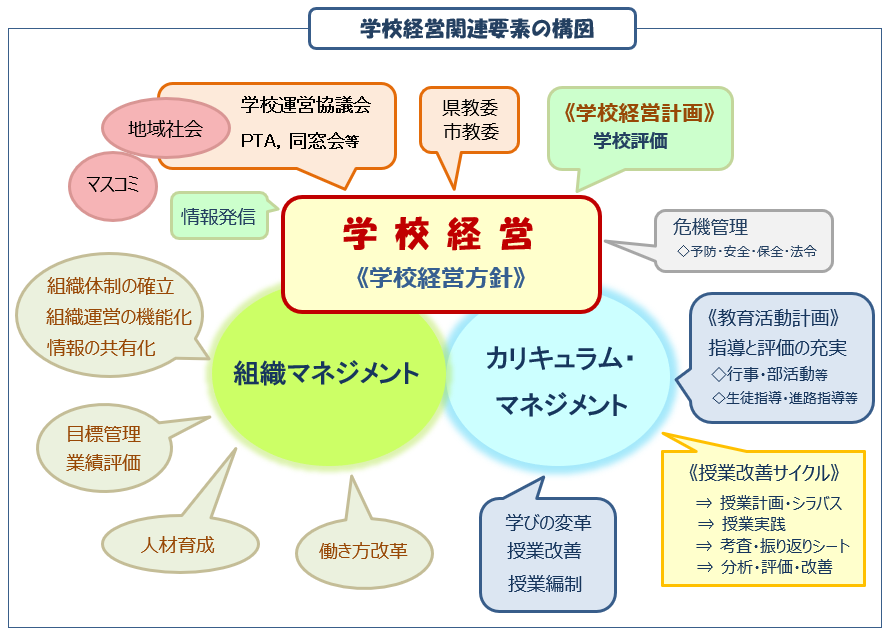 学校経営関連要素の構図
地域社会
マスコミ
学校運営協議会
PTA，同窓会等
県教委
市教委
《学校経営計画》
学校評価
情報発信
学 校 経 営
《学校経営方針》
危機管理
◇予防・安全・保全・法令
組織体制の確立
組織運営の機能化
情報の共有化
組織マネジメント
カリキュラム・
マネジメント
《教育活動計画》
指導と評価の充実
◇行事・部活動等
◇生徒指導・進路指導等
目標管理
業績評価
人材育成
働き方改革
学びの変革
授業改善
授業編制
《授業改善サイクル》
⇒ 授業計画・シラバス
⇒ 授業実践
⇒ 考査・振り返りシート
⇒ 分析・評価・改善